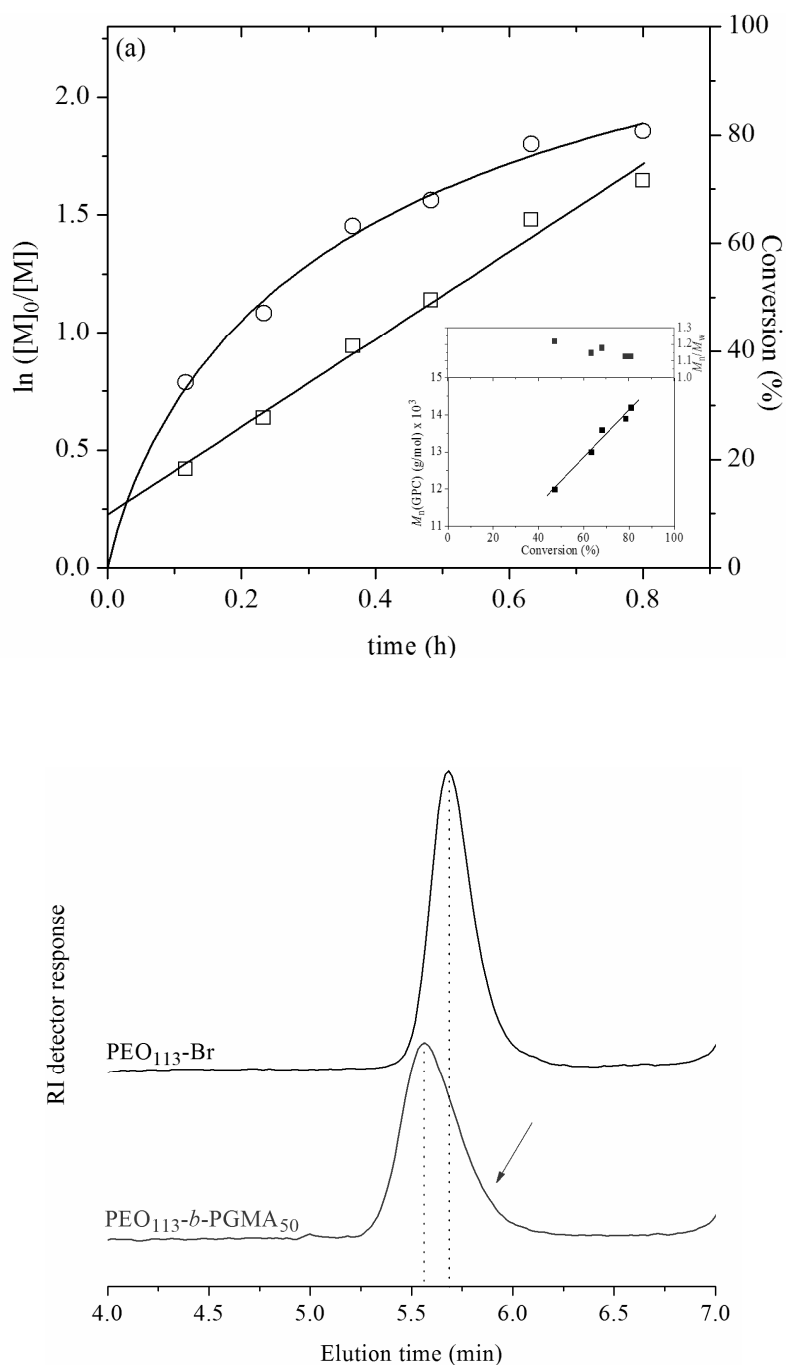 (a)
ln ([M]0/[M])
2.0
1.5
1.0
0.5
0.0
100
80
60
40
20
0
Conversion (%)
0.0 0.2 0.4 0.6 0.8
time (h)
1.3
1.2
1.1
1.0
Mn/Mw
15
14
13
12
11
Mn(GPC) (g/mol) x 10³
0 20 40 60 80 100
Conversion (%)
RI detector response
PEO113-Br
PEO113-b-PGMA50
4.0 4.5 5.0 5.5 6.0 6.5 7.0
Elution time (min)